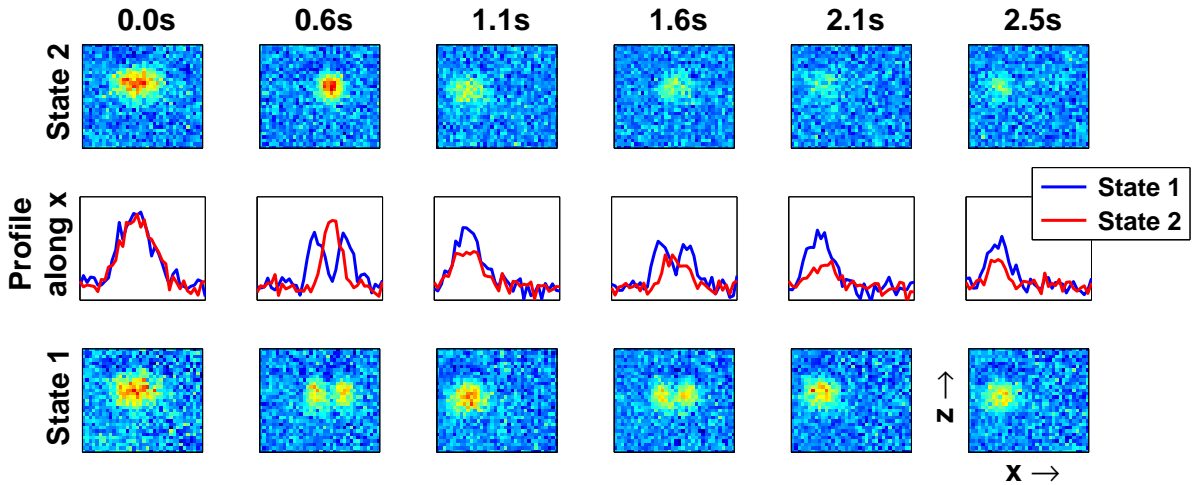 0.0s 0.6s 1.1s 1.6s 2.1s 2.5s
State 2
Profile
along x
State 1
State 2
State 1
z →
x →